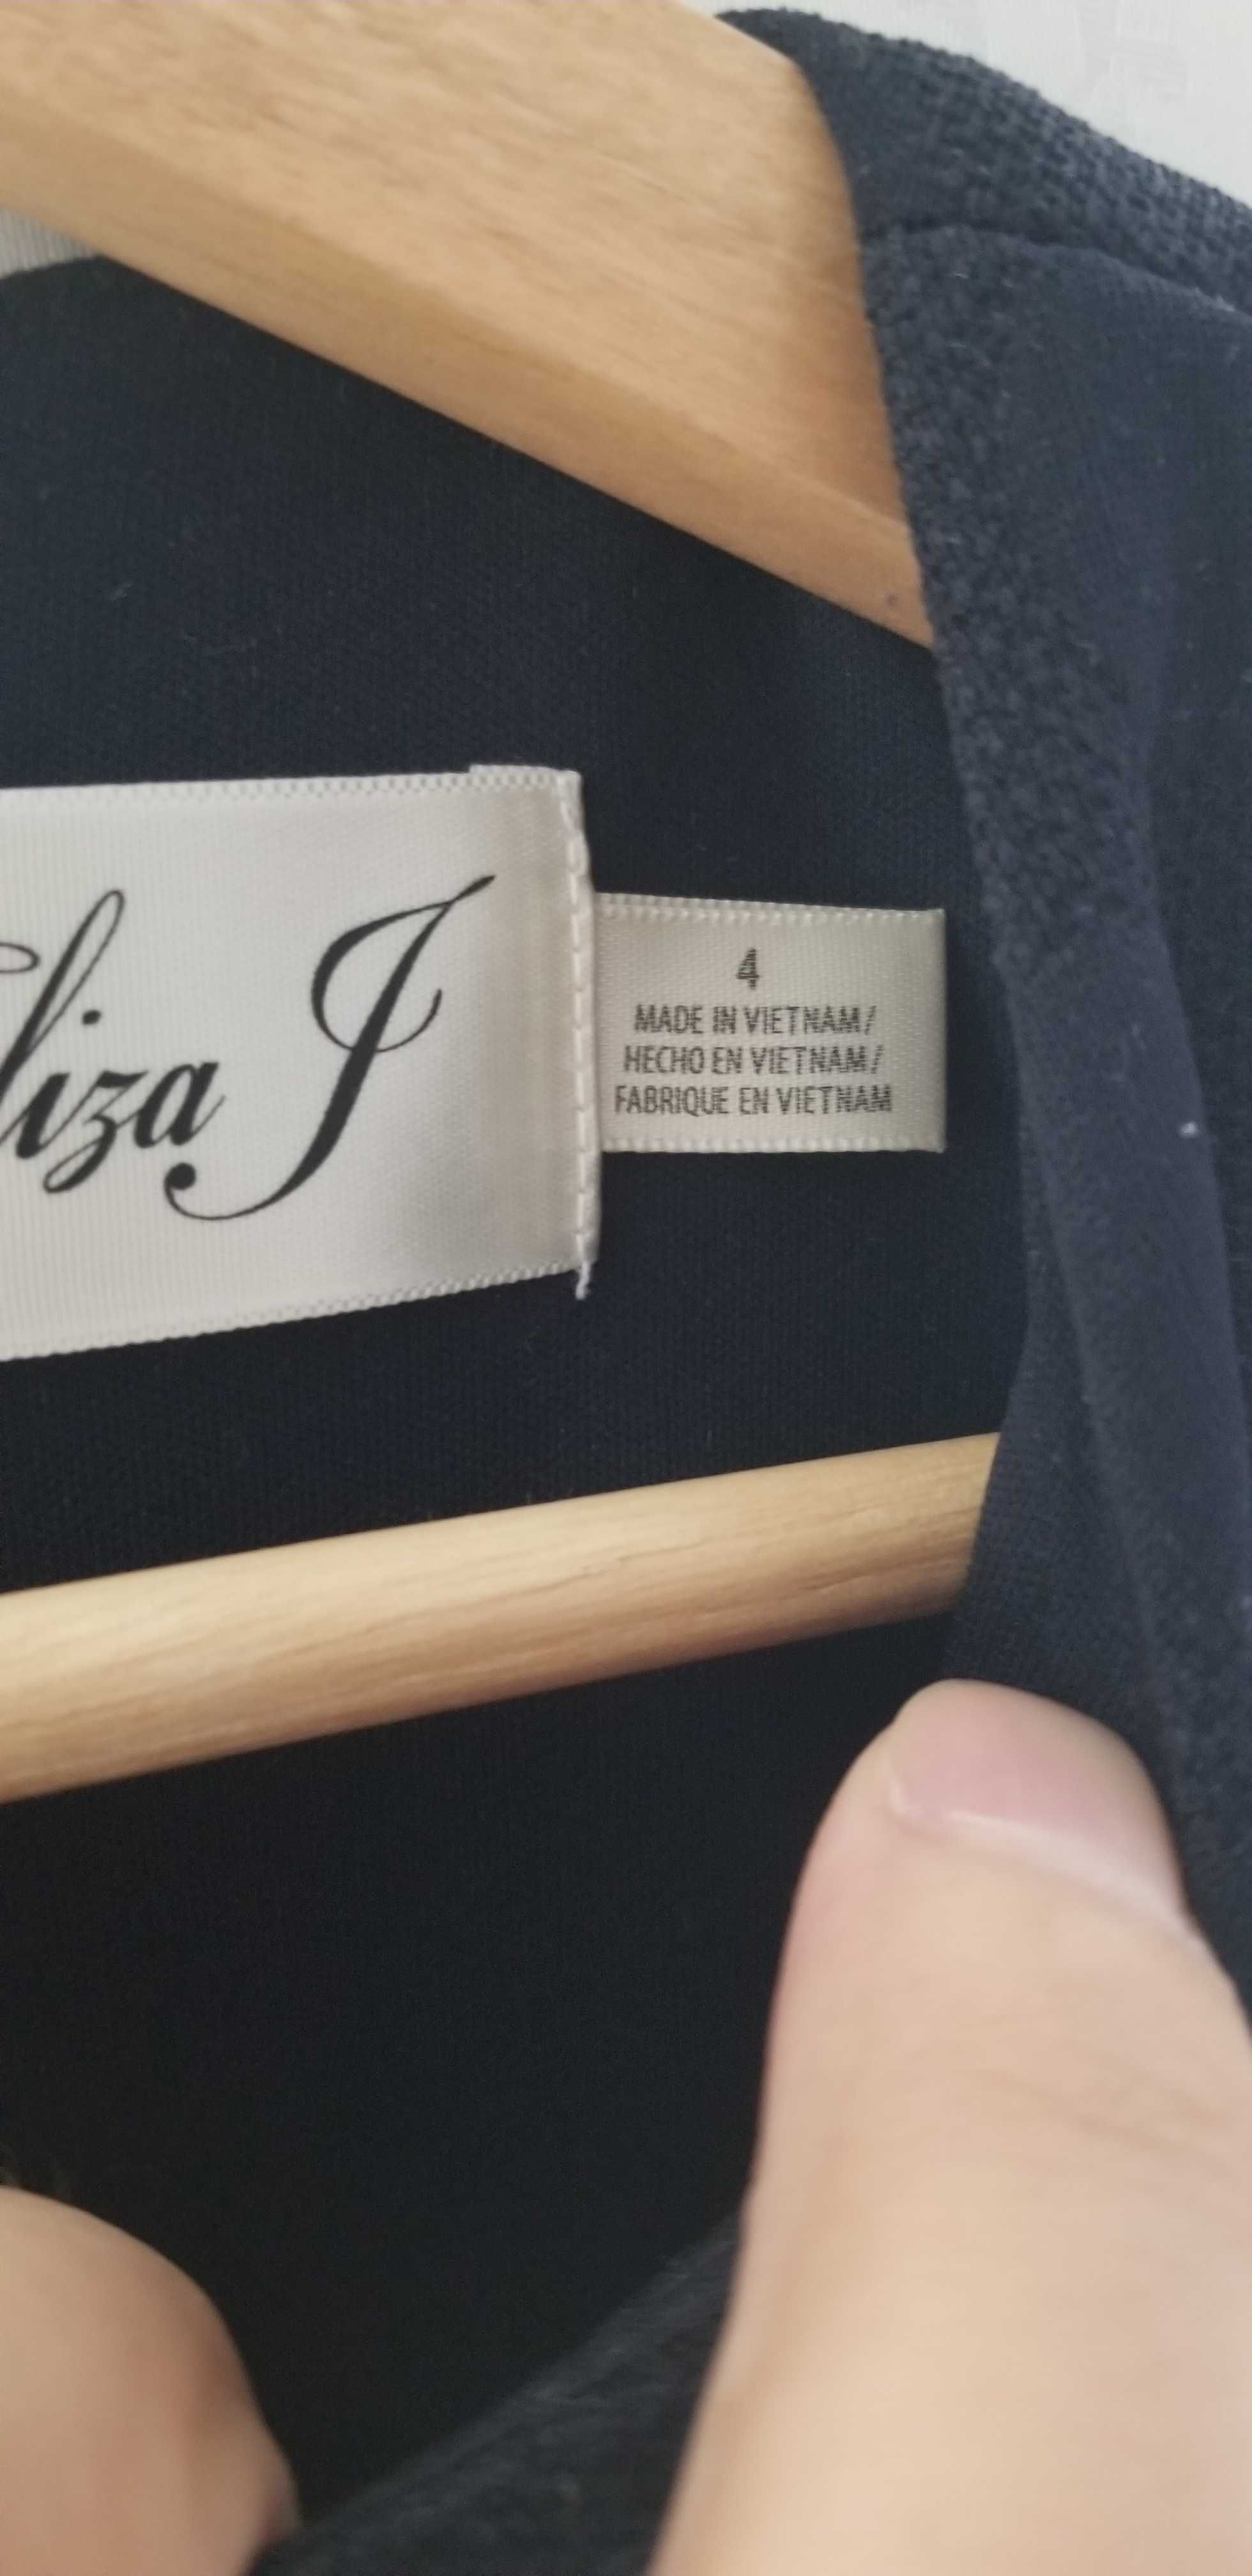 liza J
4
MADE IN VIETNAM/
HECHO EN VIETNAM/
FABRIQUE EN VIETNAM